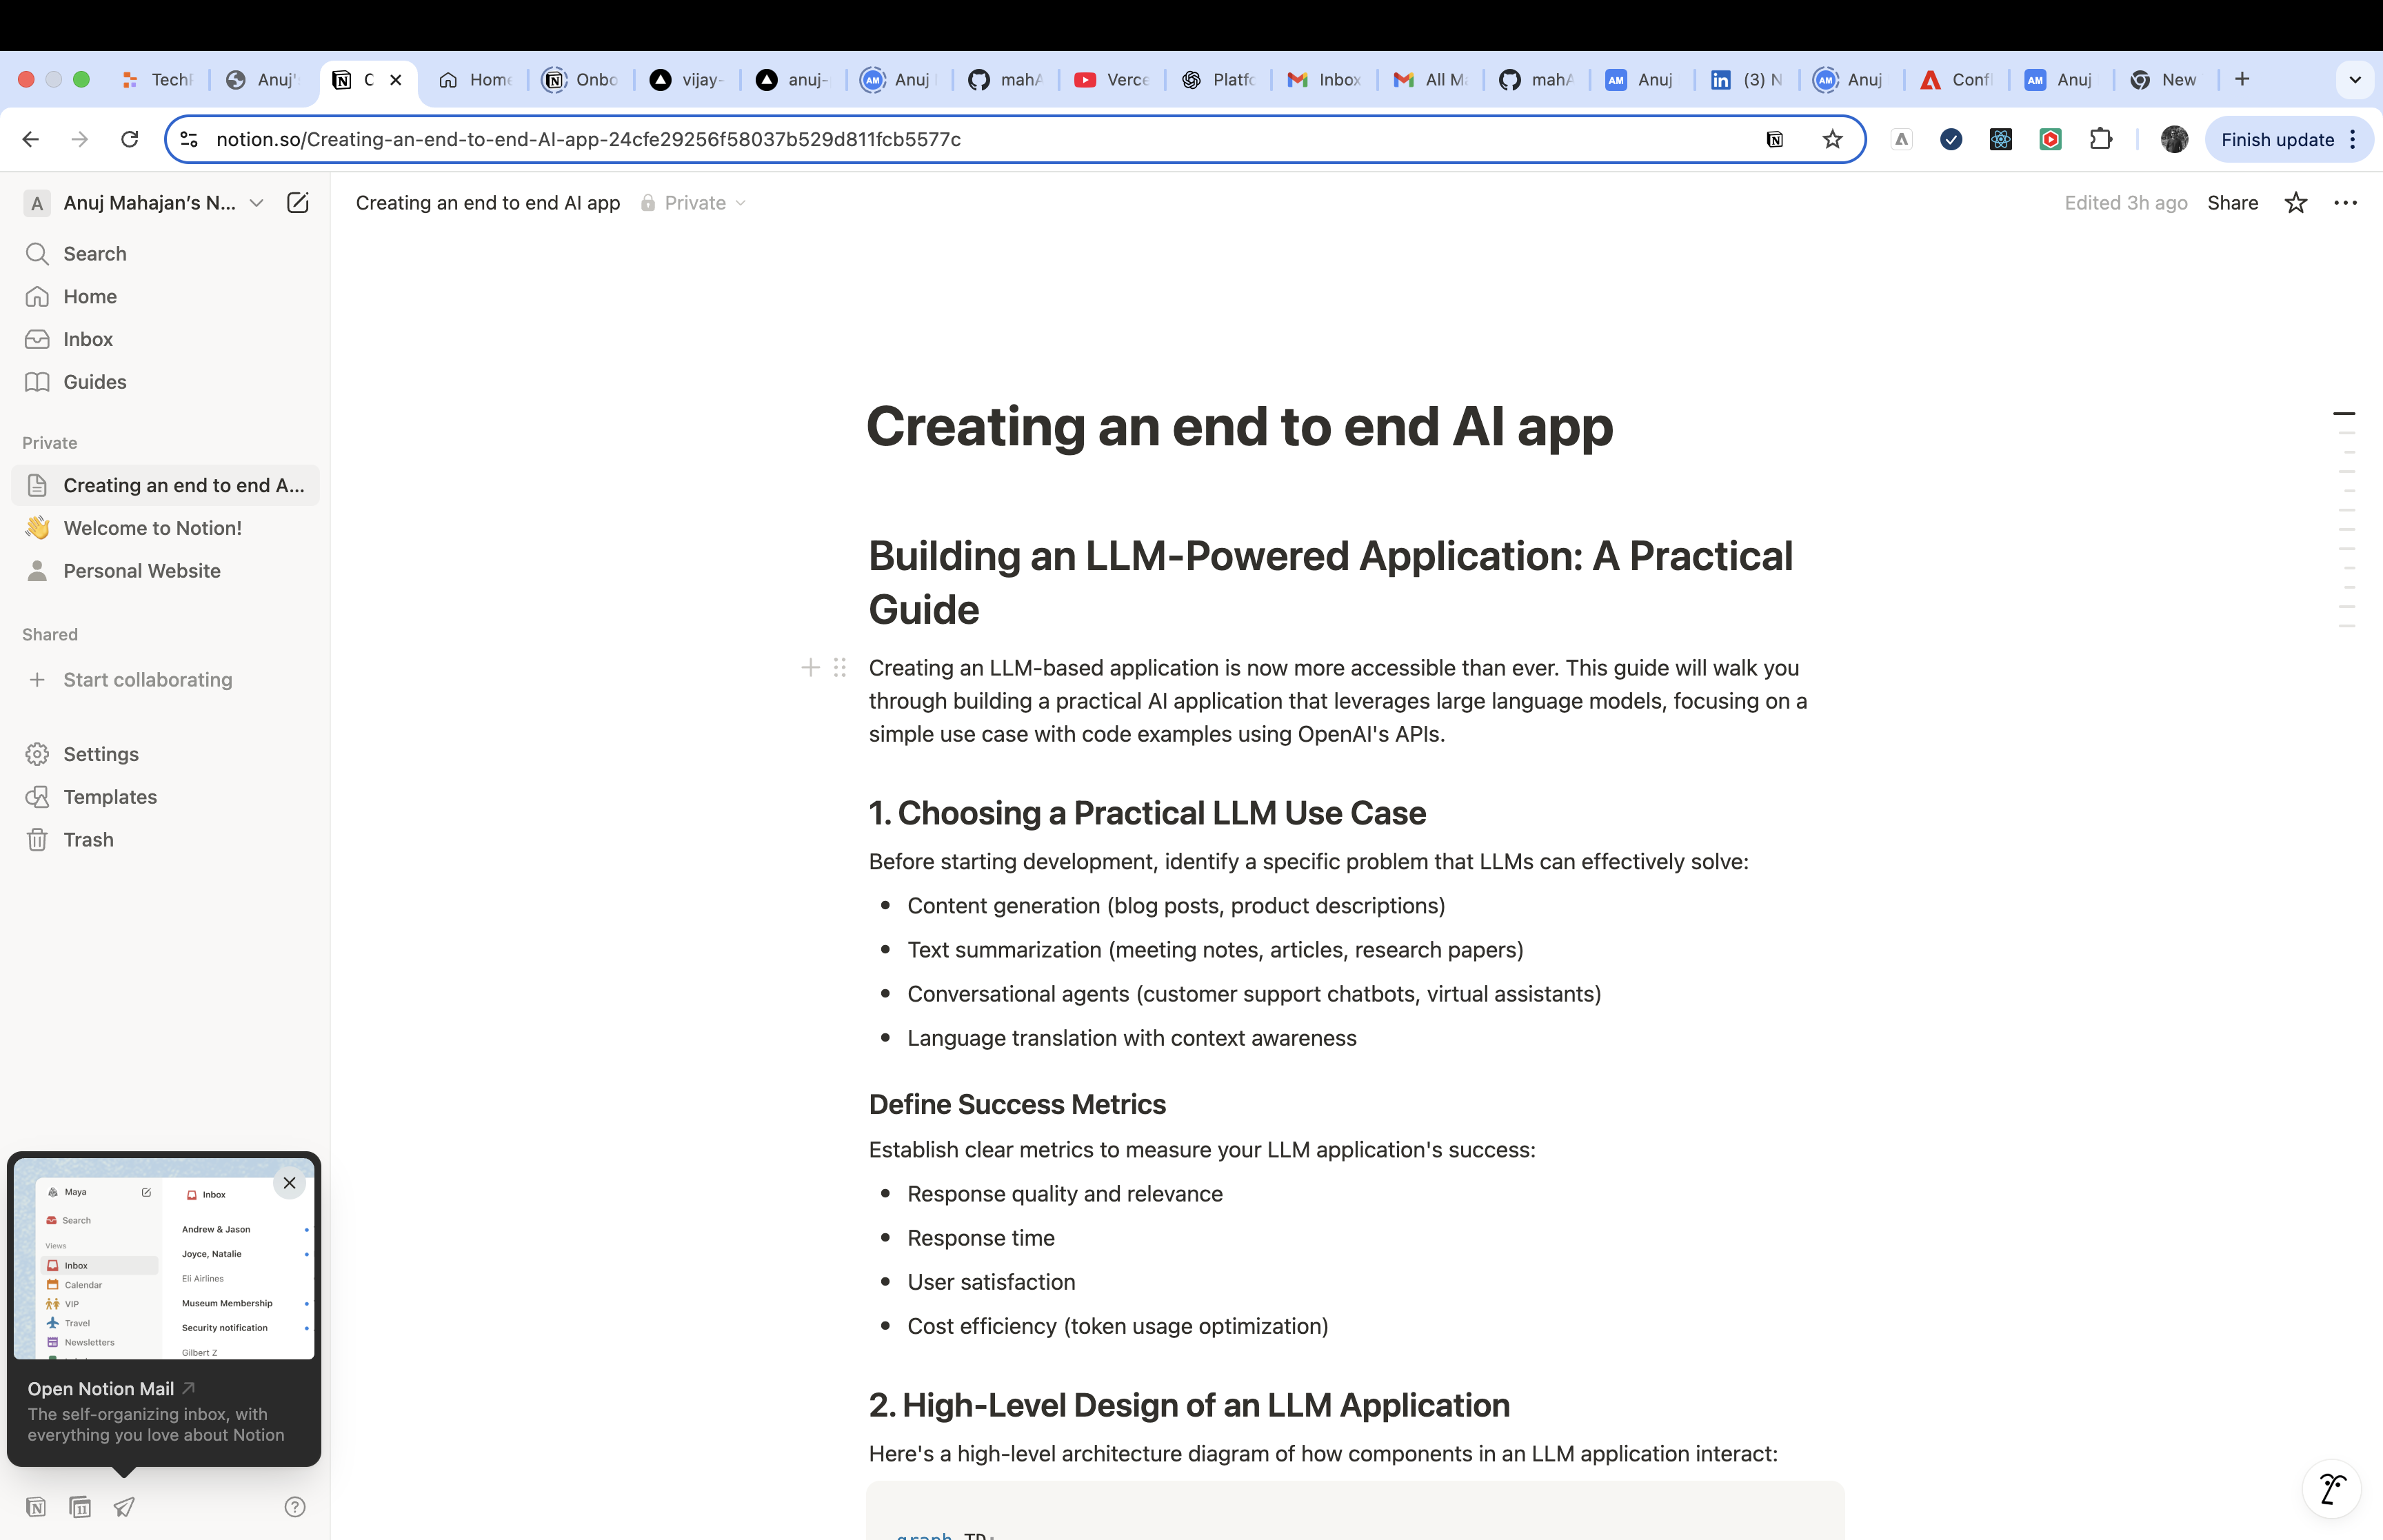 TechF
Anuj's
C
Home
Onbo
vijay-
anuj-
AM
Anuj
mahA
Verce
Platfo
Inbox
All Ma
mahA
AM
Anuj
in
(3) N
AM
Anuj
Confl
AM
Anuj
New
notion.so/Creating-an-end-to-end-AI-app-24cfe29256f58037b529d811fcb5577c
Finish update
A
Anuj Mahajan's N...
Search
Home
Inbox
Guides
Private
Creating an end to end A...
Welcome to Notion!
Personal Website
Shared
Start collaborating
Settings
Templates
Trash
Maya
Search
Views
Inbox
Calendar
VIP
Travel
Newsletters
Inbox
Andrew & Jason
Joyce, Natalie
Eli Airlines
Museum Membership
Security notification
Gilbert Z
Open Notion Mail
The self-organizing inbox, with
everything you love about Notion
11
Creating an end to end AI app
Private
Edited 3h ago
Share
Creating an end to end AI app
Building an LLM-Powered Application: A Practical
Guide
Creating an LLM-based application is now more accessible than ever. This guide will walk you
through building a practical AI application that leverages large language models, focusing on a
simple use case with code examples using OpenAI's APIs.
1. Choosing a Practical LLM Use Case
Before starting development, identify a specific problem that LLMs can effectively solve:
• Content generation (blog posts, product descriptions)
• Text summarization (meeting notes, articles, research papers)
• Conversational agents (customer support chatbots, virtual assistants)
• Language translation with context awareness
Define Success Metrics
Establish clear metrics to measure your LLM application's success:
• Response quality and relevance
• Response time
• User satisfaction
• Cost efficiency (token usage optimization)
2. High-Level Design of an LLM Application
Here's a high-level architecture diagram of how components in an LLM application interact:
graph TD;